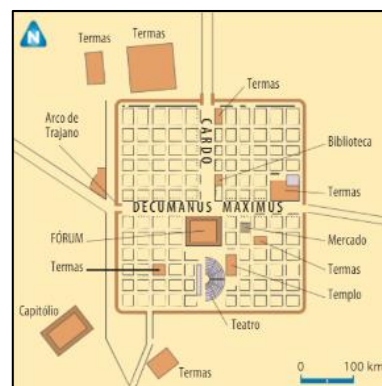 N
Termas
Termas
Termas
Arco de
Trajano
CARDO
Biblioteca
Termas
DECUMANUS MAXIMUS
FÓRUM
Mercado
Termas
Termas
Templo
Capitólio
Teatro
Termas
0 100 km